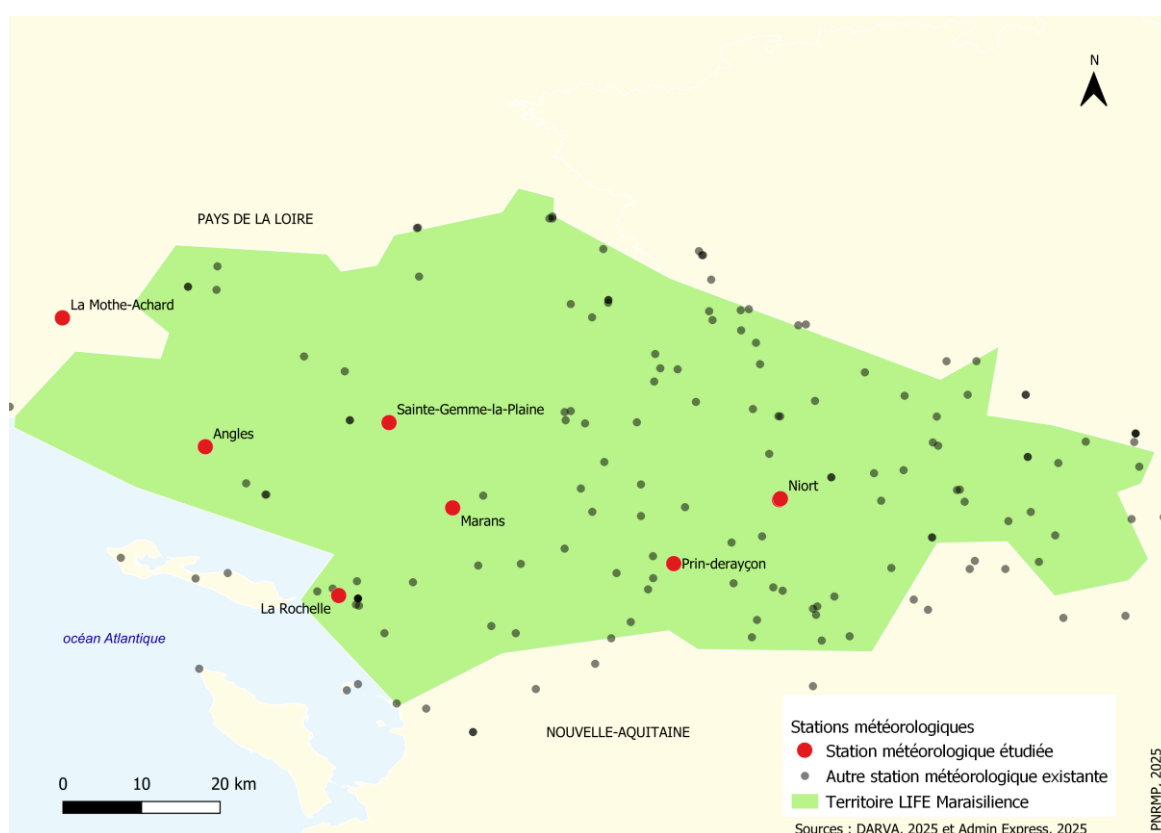 N
PAYS DE LA LOIRE
La Mothe-Achard
Sainte-Gemme-la-Plaine
Angles
Niort
Marans
Prin-derayçon
La Rochelle
océan Atlantique
NOUVELLE-AQUITAINE
0 10 20 km
Stations météorologiques
Station météorologique étudiée
Autre station météorologique existante
Territoire LIFE Maraisilience
Sources : DARVA, 2025 et Admin Express, 2025
PNRMP, 2025